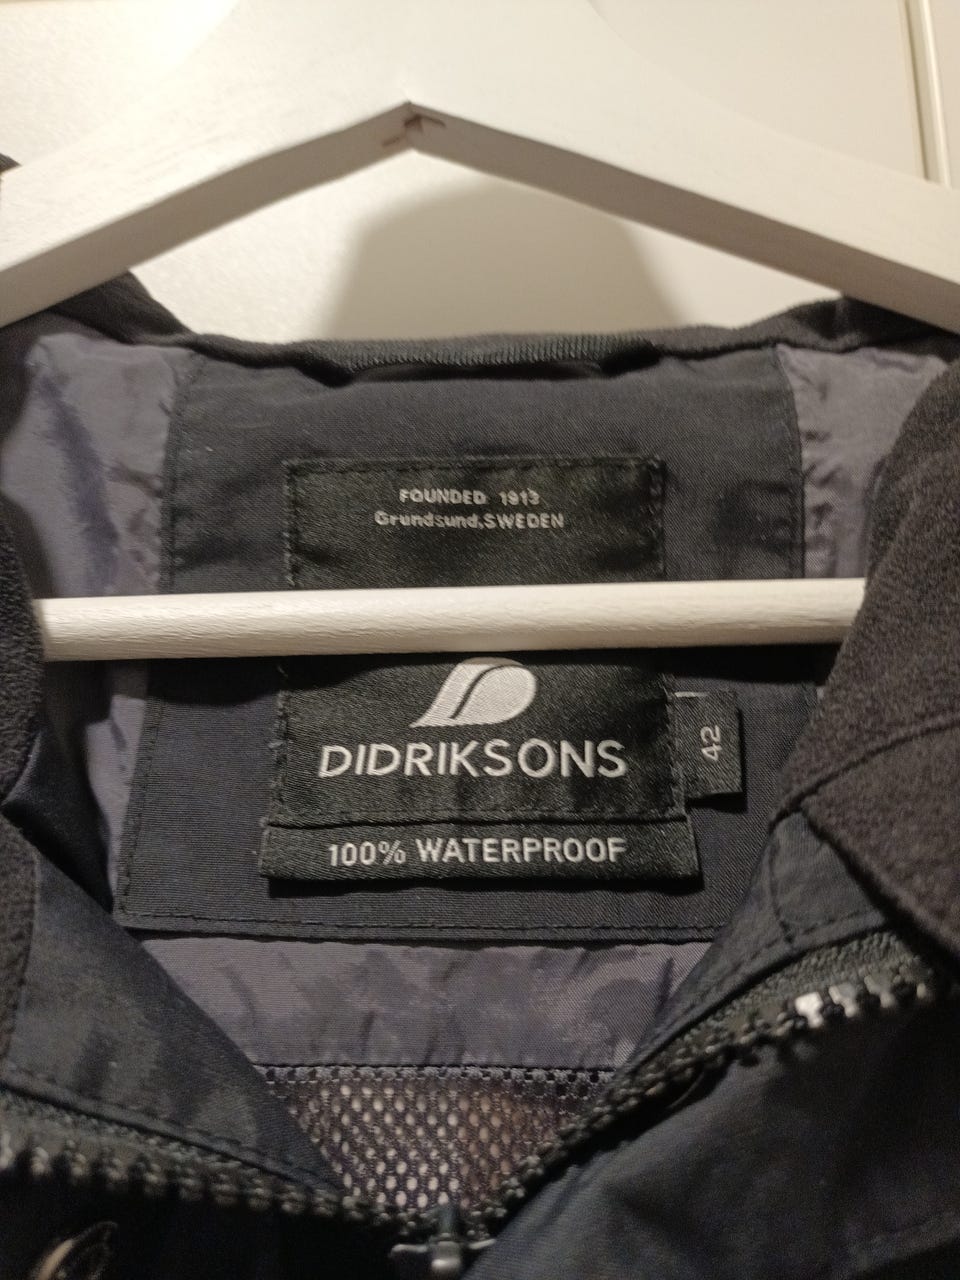 FOUNDED 1913
Grundsund,SWEDEN
DIDRIKSONS
42
100% WATERPROOF